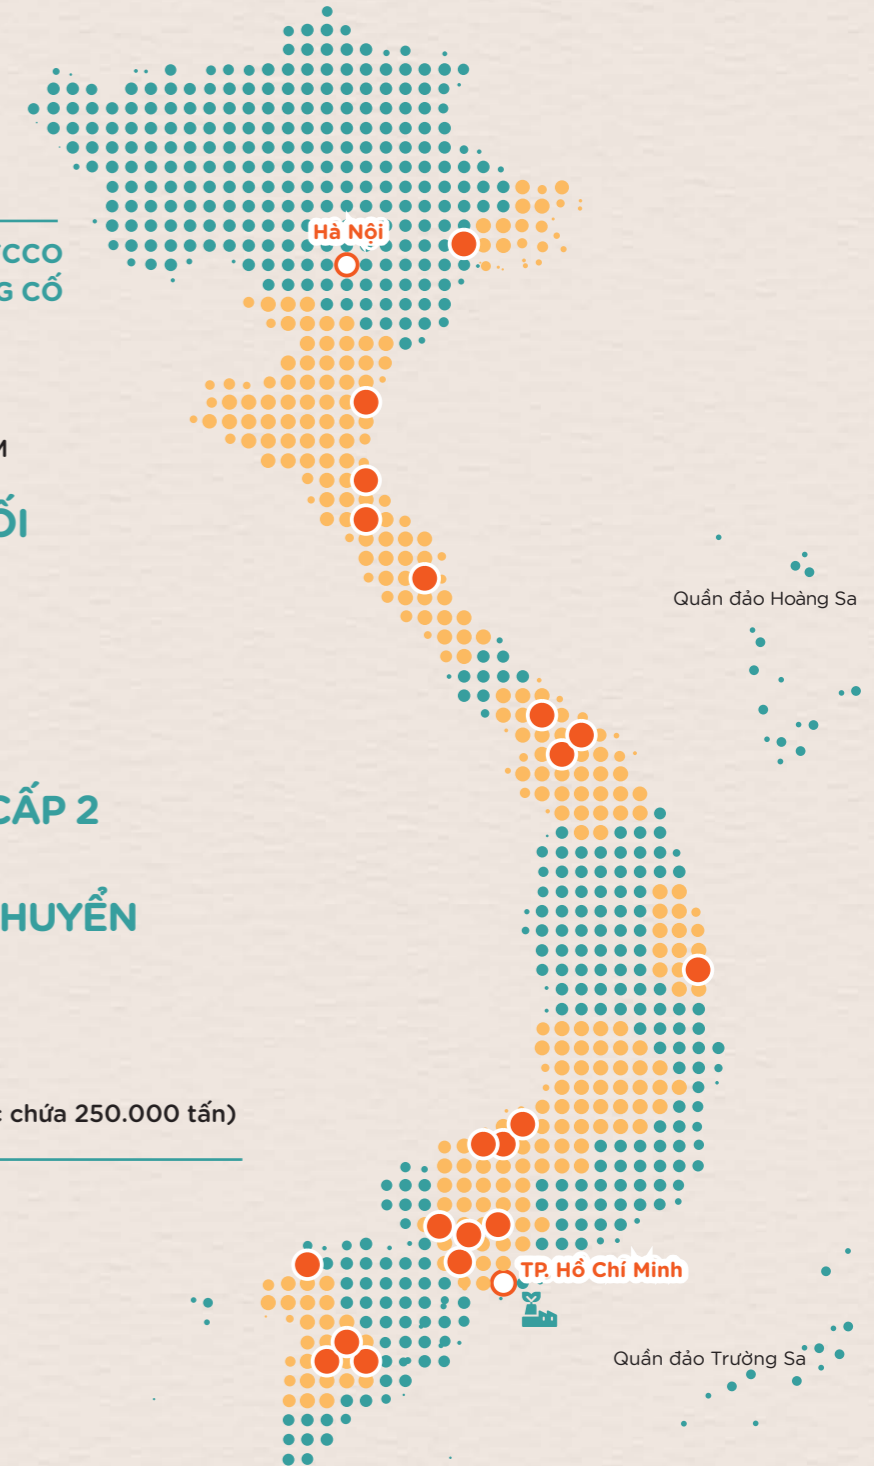 Hà Nội
CCO
G CỐ
M
ỐI
Quần đảo Hoàng Sa
CẤP 2
HUYỂN
chứa 250.000 tấn)
TP. Hồ Chí Minh
Quần đảo Trường Sa